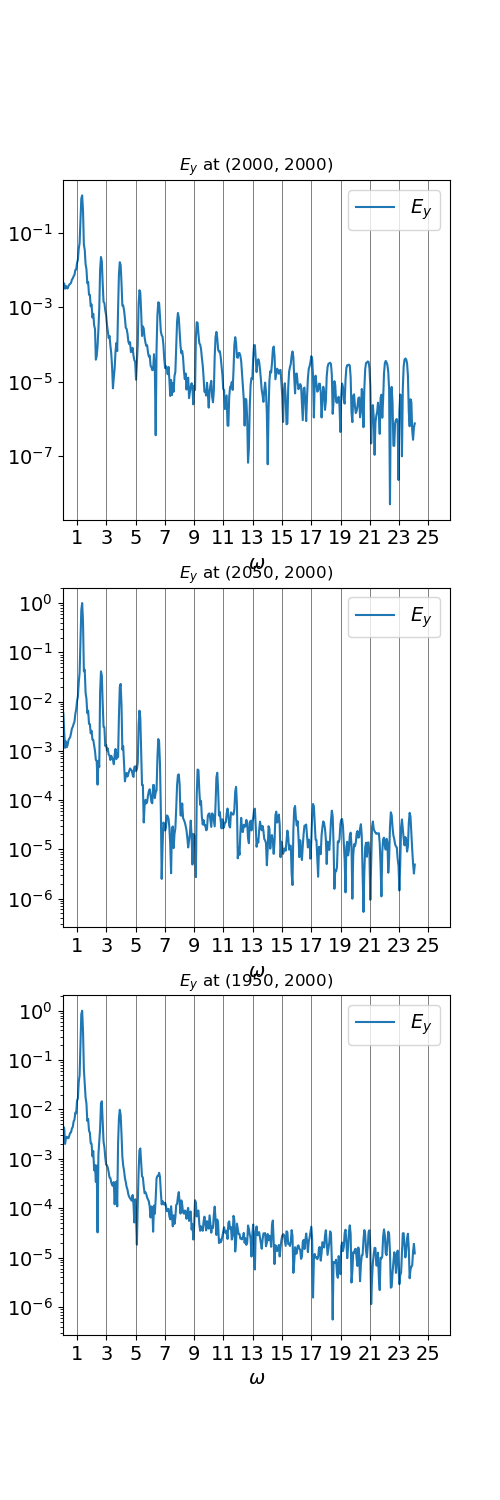 E_y at (2000, 2000)
E_y
10^{-1}
10^{-3}
10^{-5}
10^{-7}
1 3 5 7 9 11 13 15 17 19 21 23 25
ω
E_y at (2050, 2000)
E_y
10^0
10^{-1}
10^{-2}
10^{-3}
10^{-4}
10^{-5}
10^{-6}
1 3 5 7 9 11 13 15 17 19 21 23 25
ω
E_y at (1950, 2000)
E_y
10^0
10^{-1}
10^{-2}
10^{-3}
10^{-4}
10^{-5}
10^{-6}
1 3 5 7 9 11 13 15 17 19 21 23 25
ω